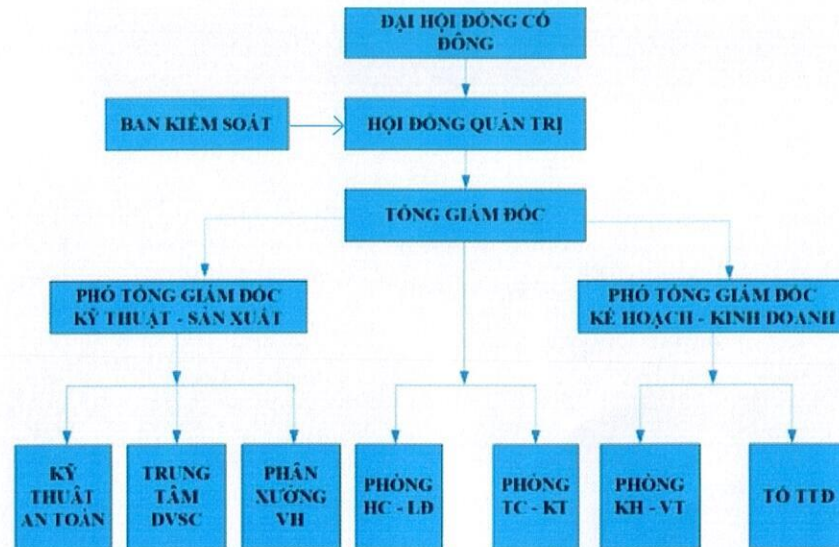 ĐẠI HỘI ĐỒNG CỔ
ĐÔNG
BAN KIỂM SOÁT
HỘI ĐỒNG QUẢN TRỊ
TỔNG GIÁM ĐỐC
PHÓ TỔNG GIÁM ĐỐC
KỸ THUẬT - SẢN XUẤT
PHÓ TỔNG GIÁM ĐỐC
KẾ HOẠCH - KINH DOANH
KỸ
THUẬT
AN TOÀN
TRUNG
TÂM
DVSC
PHÂN
XƯỞNG
VH
PHÒNG
HC - LĐ
PHÒNG
TC - KT
PHÒNG
KH - VT
TỔ TTĐ